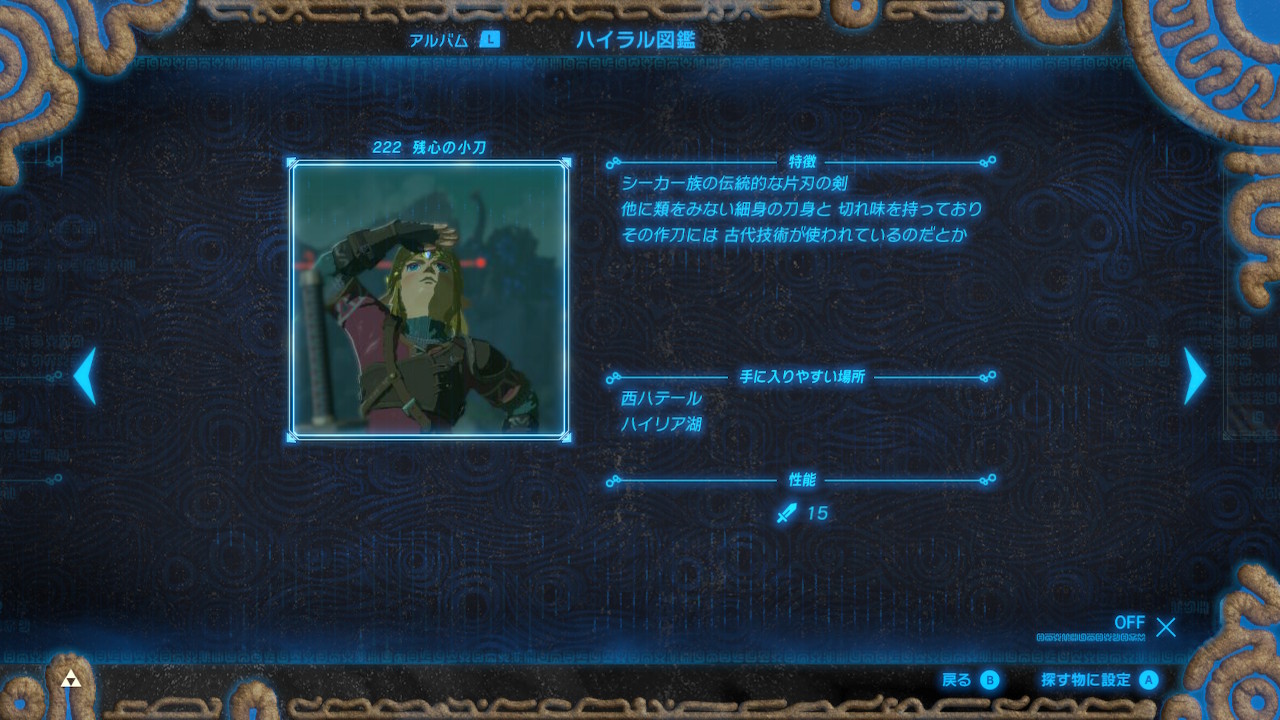 アルバム L
ハイラル図鑑
222 残心の小刀
特徴
シーカー族の伝統的な片刃の剣
他に類をみない細身の刀身と 切れ味を持っており
その作刀には 古代技術が使われているのだとか
手に入りやすい場所
西ハテール
ハイリア湖
性能
15
OFF
戻る B
探す物に設定 A